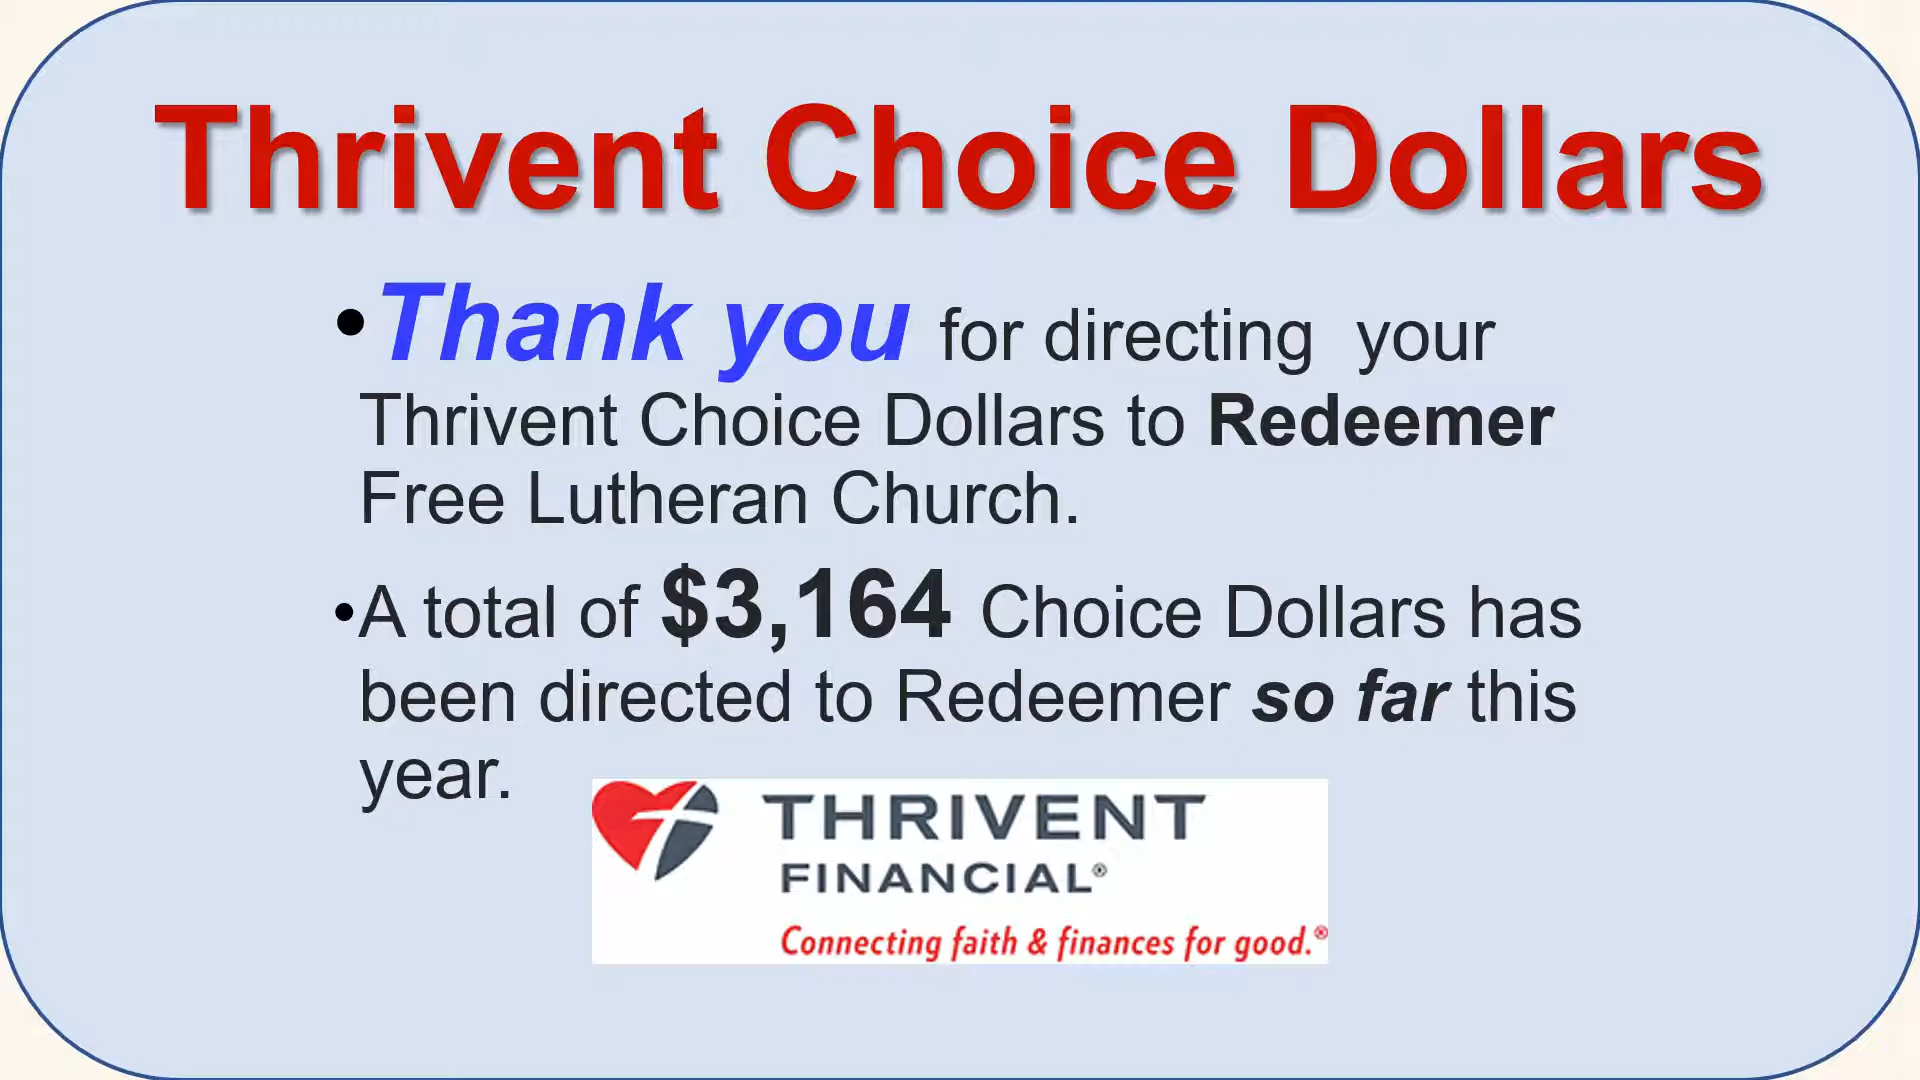 Thrivent Choice Dollars
•Thank you for directing  your
Thrivent Choice Dollars to Redeemer
Free Lutheran Church.
•A total of $3,164 Choice Dollars has
been directed to Redeemer so far this
year.
THRIVENT
FINANCIAL®
Connecting faith & finances for good.®